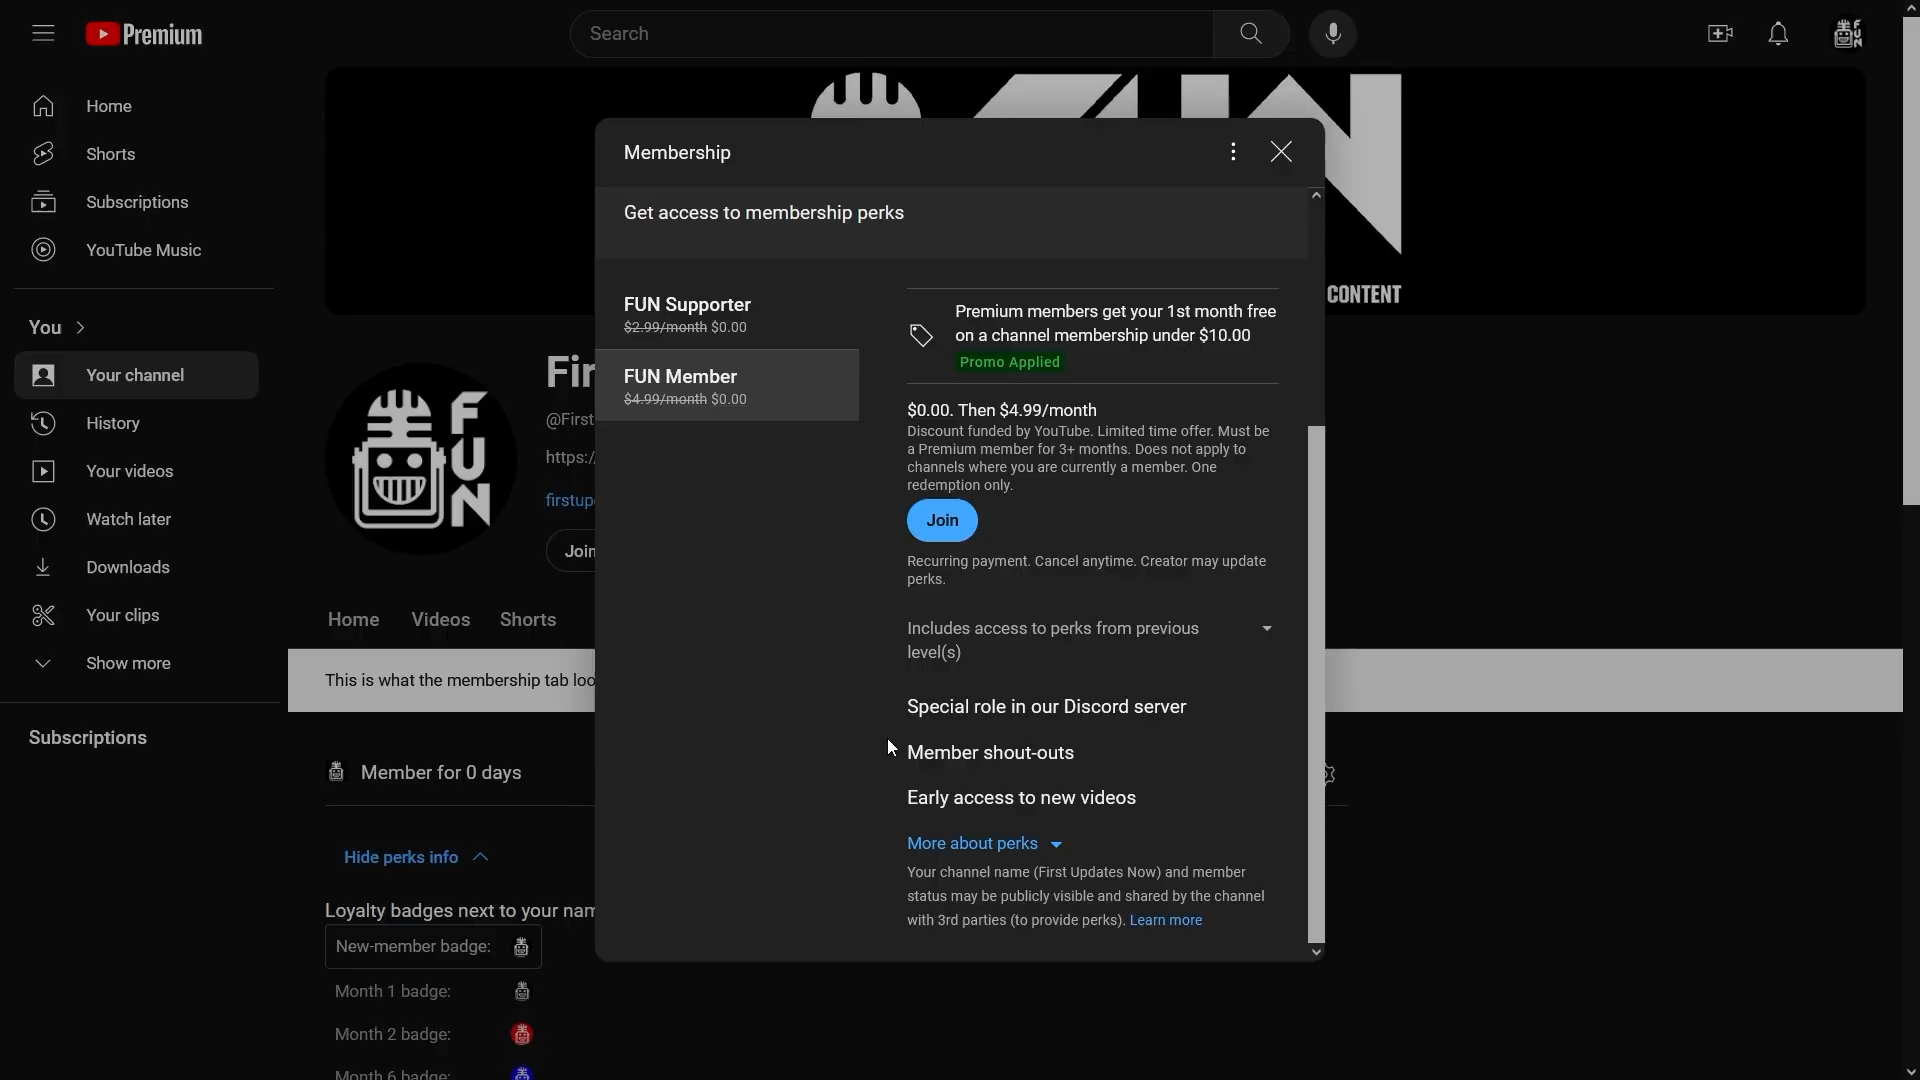 Premium
Search
Home
Shorts
Subscriptions
YouTube Music
You
Your channel
History
Your videos
Watch later
Downloads
Your clips
Show more
Subscriptions
CONTENT
FUN
Fir
@First
https:/
firstup
Join
Home Videos Shorts
This is what the membership tab loo
Member for 0 days
Hide perks info
Loyalty badges next to your nam
New-member badge:
Month 1 badge:
Month 2 badge:
Month 6 badge:
Membership
Get access to membership perks
FUN Supporter
$2.99/month $0.00
FUN Member
$4.99/month $0.00
Premium members get your 1st month free
on a channel membership under $10.00
Promo Applied
$0.00. Then $4.99/month
Discount funded by YouTube. Limited time offer. Must be
a Premium member for 3+ months. Does not apply to
channels where you are currently a member. One
redemption only.
Join
Recurring payment. Cancel anytime. Creator may update
perks.
Includes access to perks from previous
level(s)
Special role in our Discord server
Member shout-outs
Early access to new videos
More about perks
Your channel name (First Updates Now) and member
status may be publicly visible and shared by the channel
with 3rd parties (to provide perks). Learn more